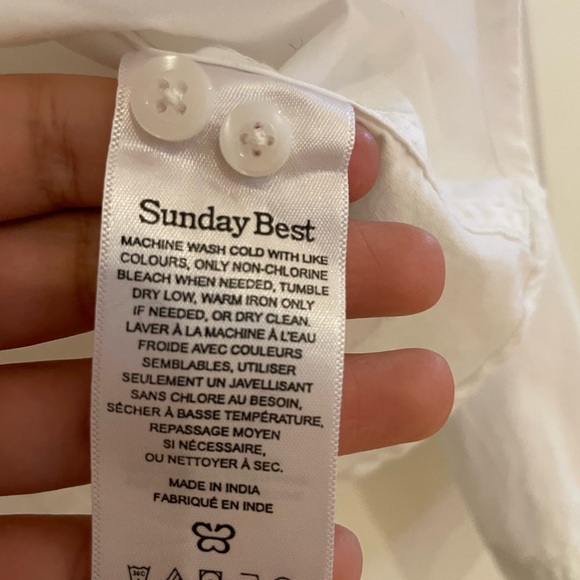 Sunday Best
MACHINE WASH COLD WITH LIKE
COLOURS, ONLY NON-CHLORINE
BLEACH WHEN NEEDED, TUMBLE
DRY LOW, WARM IRON ONLY
IF NEEDED, OR DRY CLEAN.
LAVER À LA MACHINE À L'EAU
FROIDE AVEC COULEURS
SEMBLABLES, UTILISER
SEULEMENT UN JAVELLISANT
SANS CHLORE AU BESOIN,
SÉCHER À BASSE TEMPÉRATURE,
REPASSAGE MOYEN
SI NÉCESSAIRE,
OU NETTOYER À SEC.
MADE IN INDIA
FABRIQUÉ EN INDE
30C